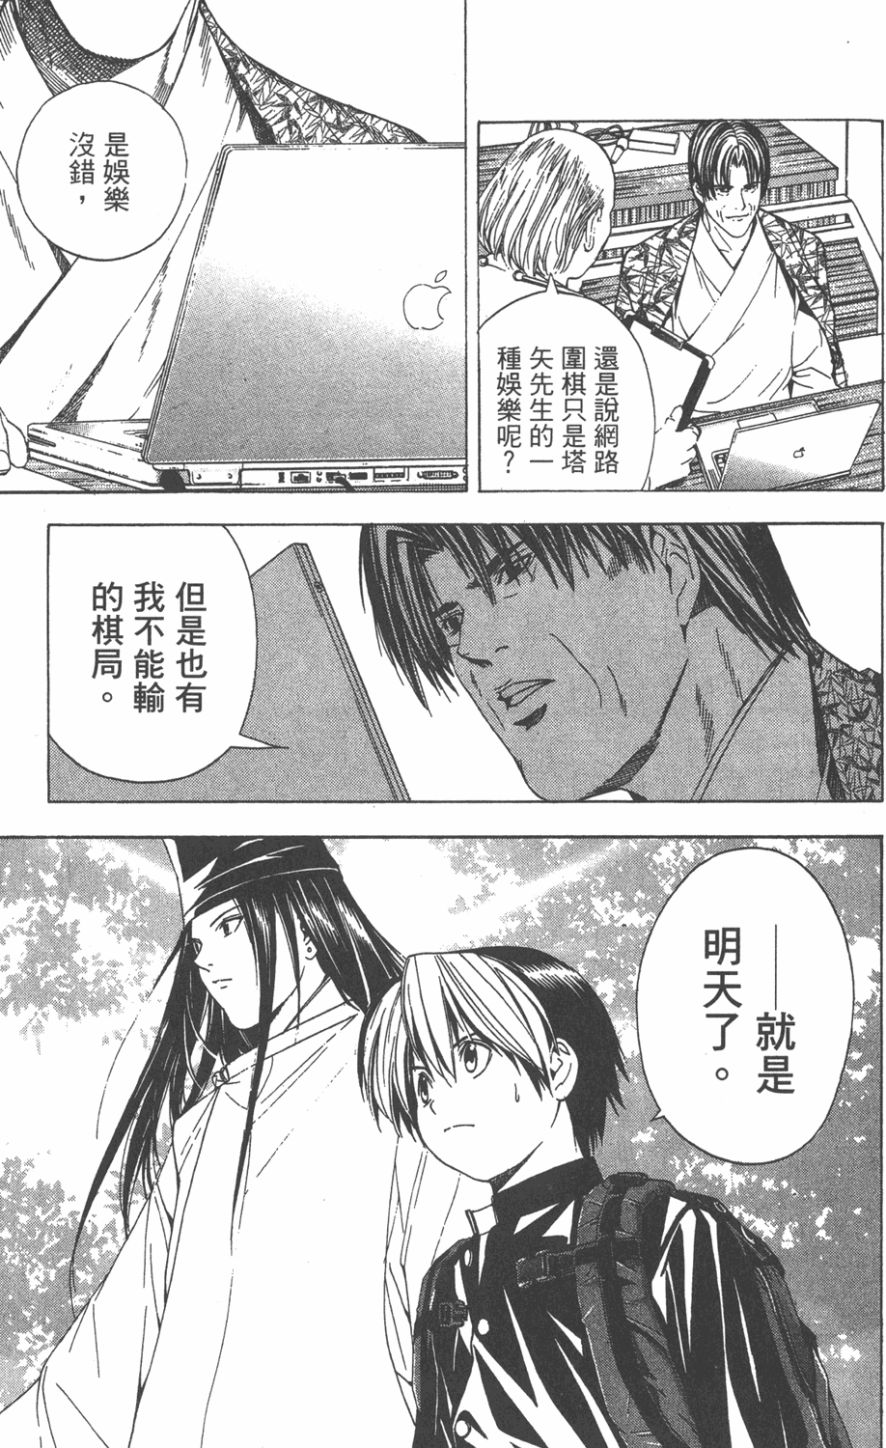 還是說網路
圍棋只是塔
矢先生的一
種娛樂呢？
是娛樂
沒錯，
但是也有
我不能輸
的棋局。
——就是
明天了。